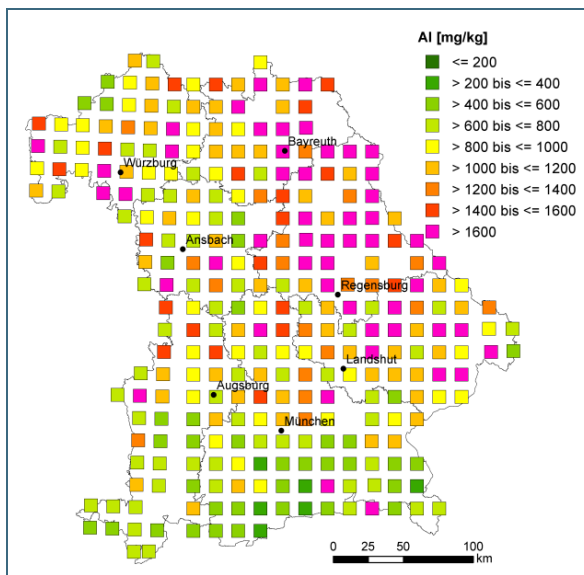 Al [mg/kg]
<= 200
> 200 bis <= 400
> 400 bis <= 600
> 600 bis <= 800
> 800 bis <= 1000
> 1000 bis <= 1200
> 1200 bis <= 1400
> 1400 bis <= 1600
> 1600
Bayreuth
Würzburg
Ansbach
Regensburg
Landshut
Augsburg
München
0 25 50 100
km